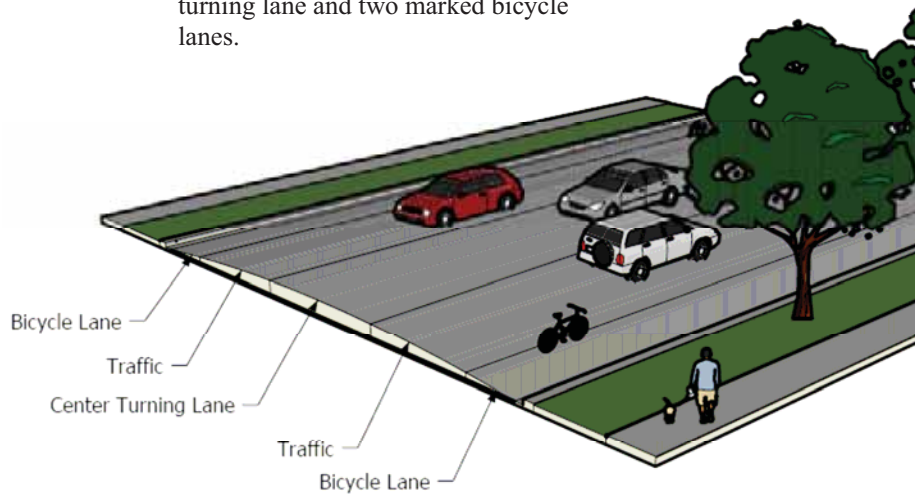 turning lane and two marked bicycle
lanes.
Bicycle Lane
Traffic
Center Turning Lane
Traffic
Bicycle Lane